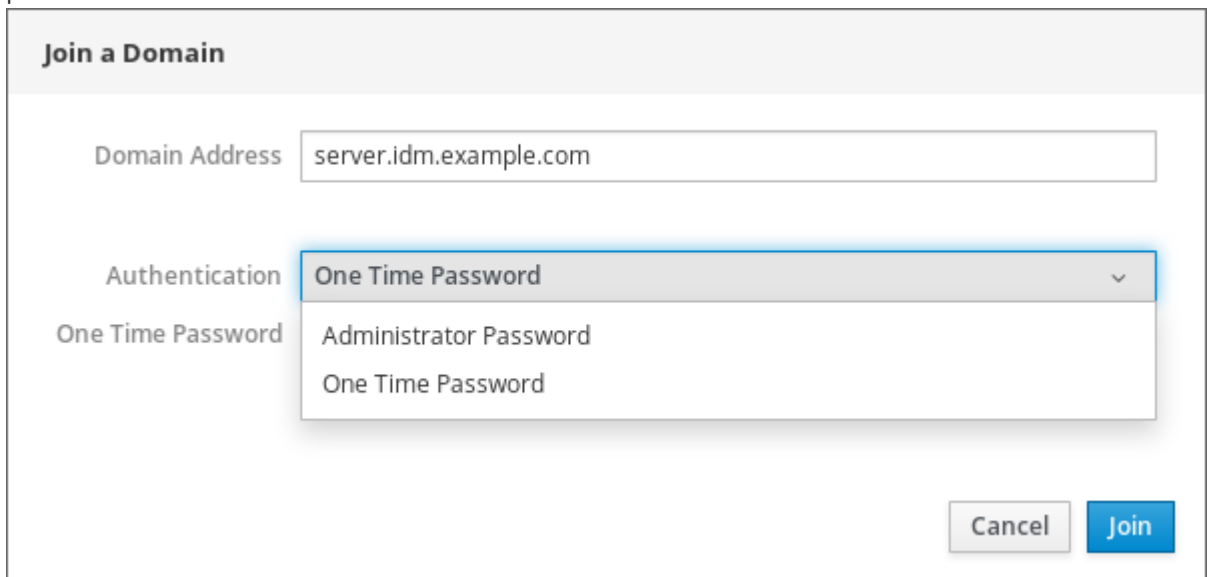 Join a Domain
Domain Address server.idm.example.com
Authentication One Time Password
One Time Password Administrator Password
One Time Password
Cancel Join